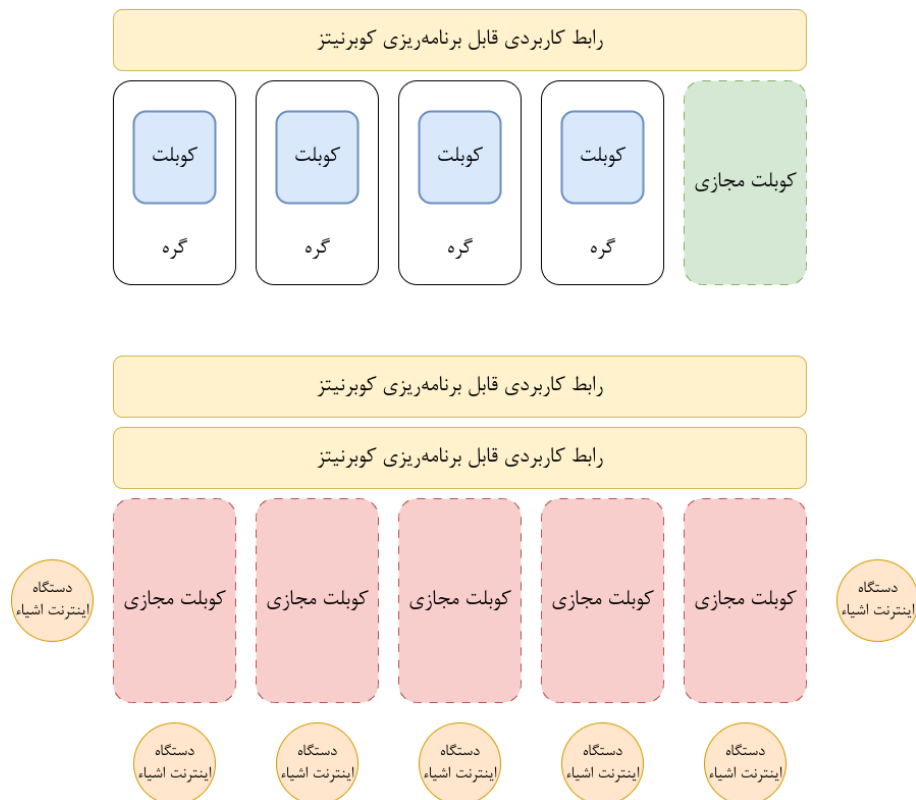 رابط کاربردی قابل برنامه‌ریزی کوبرنیتز
کوبلت
کوبلت
کوبلت
کوبلت
کوبلت مجازی
گره
گره
گره
گره
رابط کاربردی قابل برنامه‌ریزی کوبرنیتز
رابط کاربردی قابل برنامه‌ریزی کوبرنیتز
دستگاه
اینترنت اشیاء
کوبلت مجازی
کوبلت مجازی
کوبلت مجازی
کوبلت مجازی
کوبلت مجازی
دستگاه
اینترنت اشیاء
دستگاه
اینترنت اشیاء
دستگاه
اینترنت اشیاء
دستگاه
اینترنت اشیاء
دستگاه
اینترنت اشیاء
دستگاه
اینترنت اشیاء